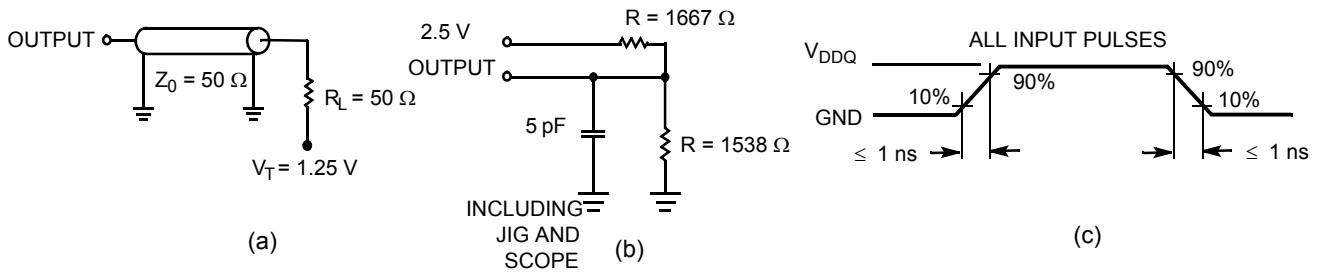 OUTPUT
Z0 = 50 Ω
RL = 50 Ω
VT = 1.25 V
(a)
R = 1667 Ω
2.5 V
OUTPUT
5 pF
R = 1538 Ω
INCLUDING
JIG AND
SCOPE
(b)
ALL INPUT PULSES
VDDQ
90%
90%
10%
10%
GND
≤ 1 ns
≤ 1 ns
(c)